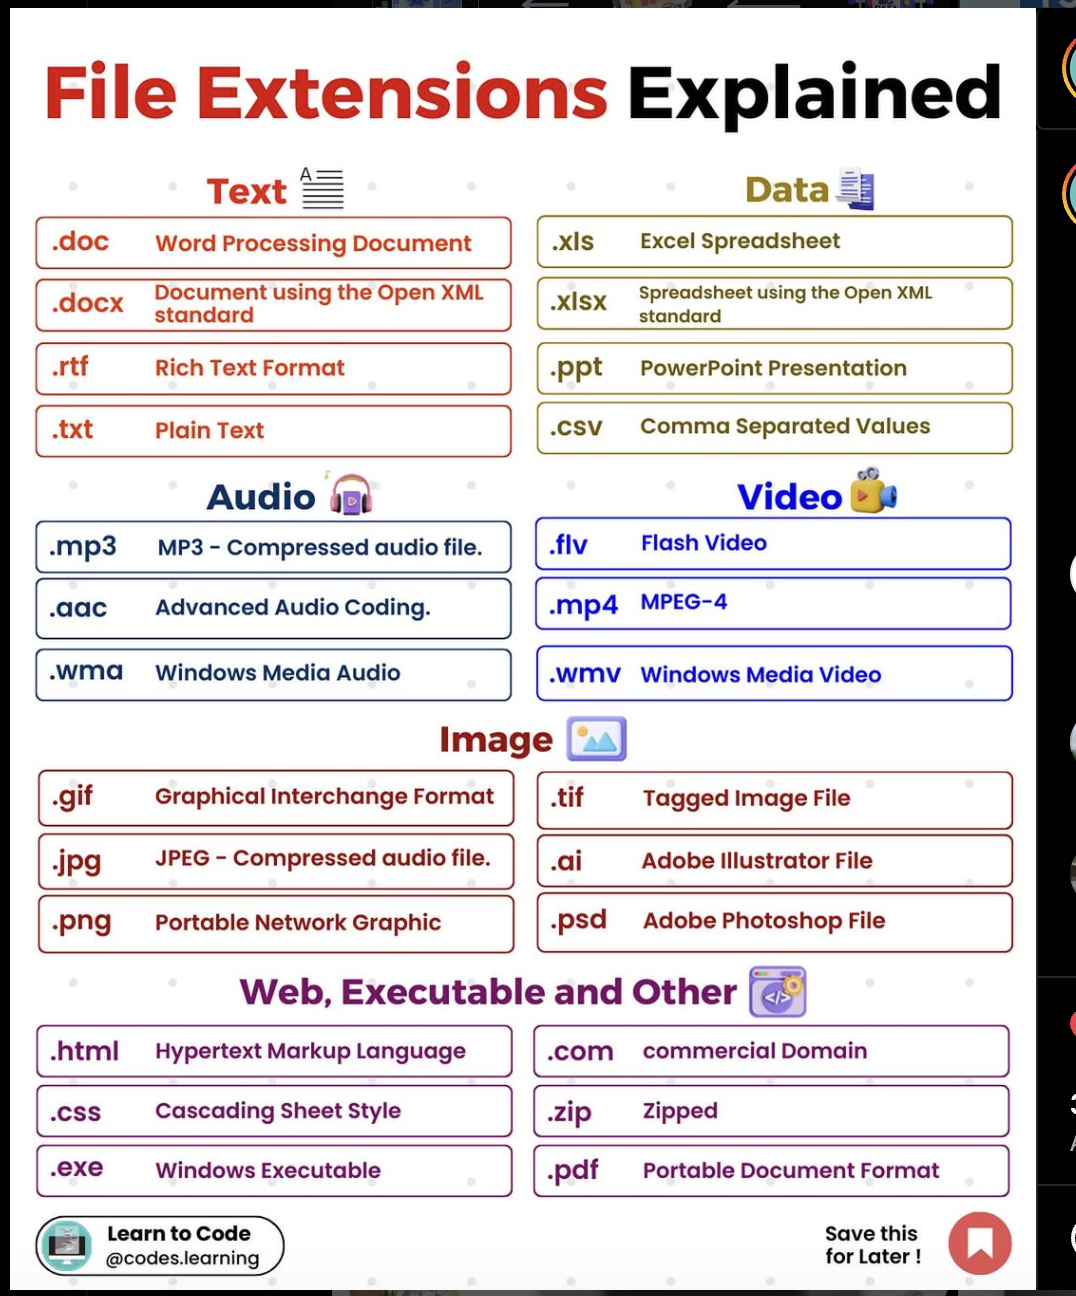 File Extensions Explained
Text
.doc Word Processing Document
.docx Document using the Open XML
standard
.rtf Rich Text Format
.txt Plain Text
Data
.xls Excel Spreadsheet
.xlsx Spreadsheet using the Open XML
standard
.ppt PowerPoint Presentation
.csv Comma Separated Values
Audio
.mp3 MP3 - Compressed audio file.
.aac Advanced Audio Coding.
.wma Windows Media Audio
Video
.flv Flash Video
.mp4 MPEG-4
.wmv Windows Media Video
Image
.gif Graphical Interchange Format
.jpg JPEG - Compressed audio file.
.png Portable Network Graphic
.tif Tagged Image File
.ai Adobe Illustrator File
.psd Adobe Photoshop File
Web, Executable and Other
.html Hypertext Markup Language
.css Cascading Sheet Style
.exe Windows Executable
.com commercial Domain
.zip Zipped
.pdf Portable Document Format
Learn to Code
@codes.learning
Save this
for Later !